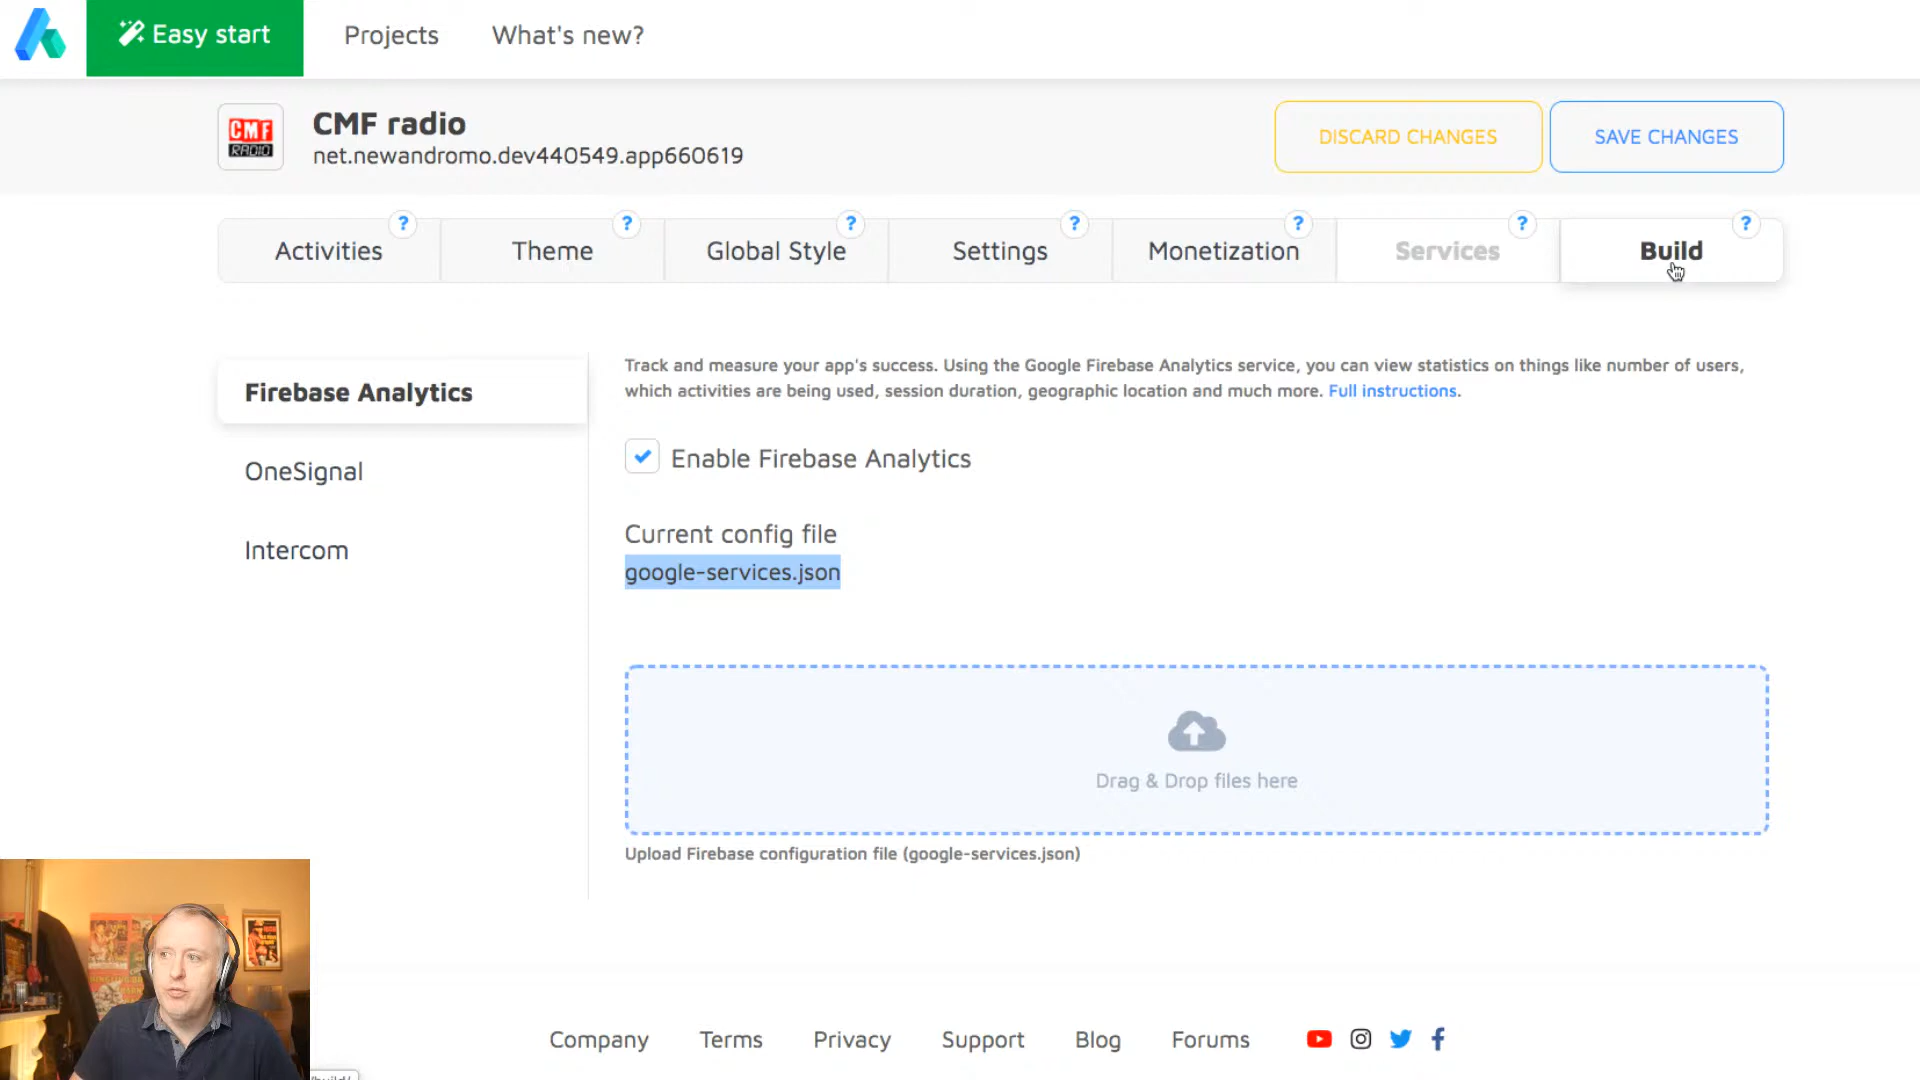 Easy start
Projects
What's new?
CMF
RADIO
CMF radio
net.newandromo.dev440549.app660619
DISCARD CHANGES
SAVE CHANGES
Activities
?
Theme
?
Global Style
?
Settings
?
Monetization
?
Services
?
Build
?
Firebase Analytics
OneSignal
Intercom
Track and measure your app's success. Using the Google Firebase Analytics service, you can view statistics on things like number of users,
which activities are being used, session duration, geographic location and much more. Full instructions.
Enable Firebase Analytics
Current config file
google-services.json
Drag & Drop files here
Upload Firebase configuration file (google-services.json)
Company
Terms
Privacy
Support
Blog
Forums